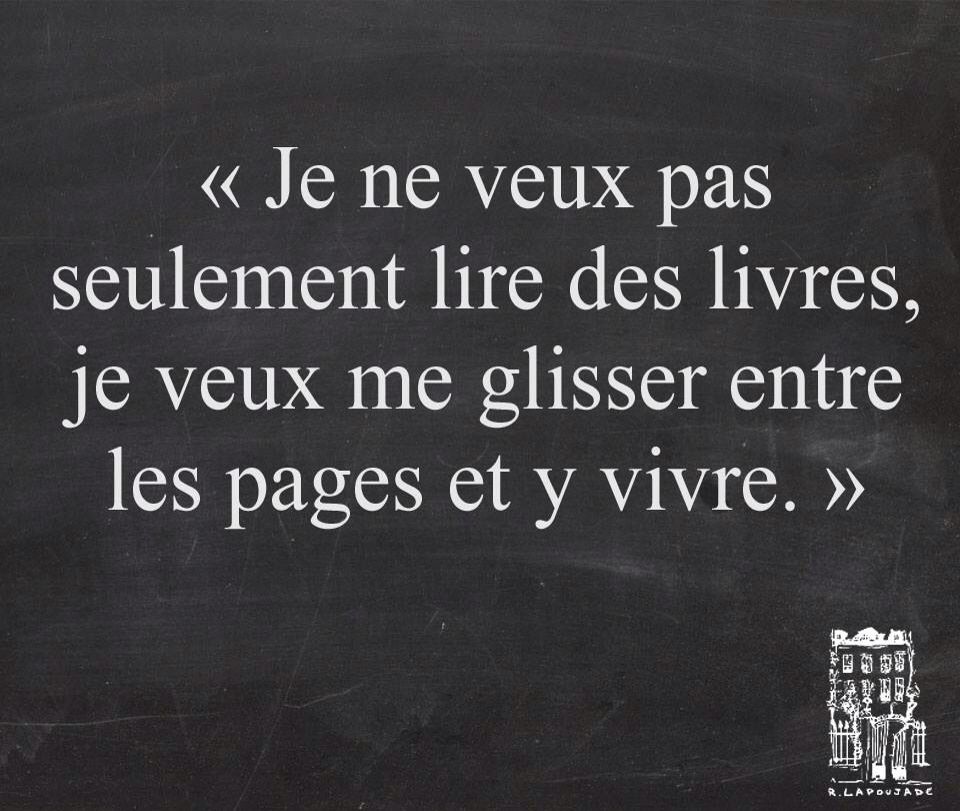 « Je ne veux pas
seulement lire des livres,
je veux me glisser entre
les pages et y vivre. »
R.LAPOUJADE